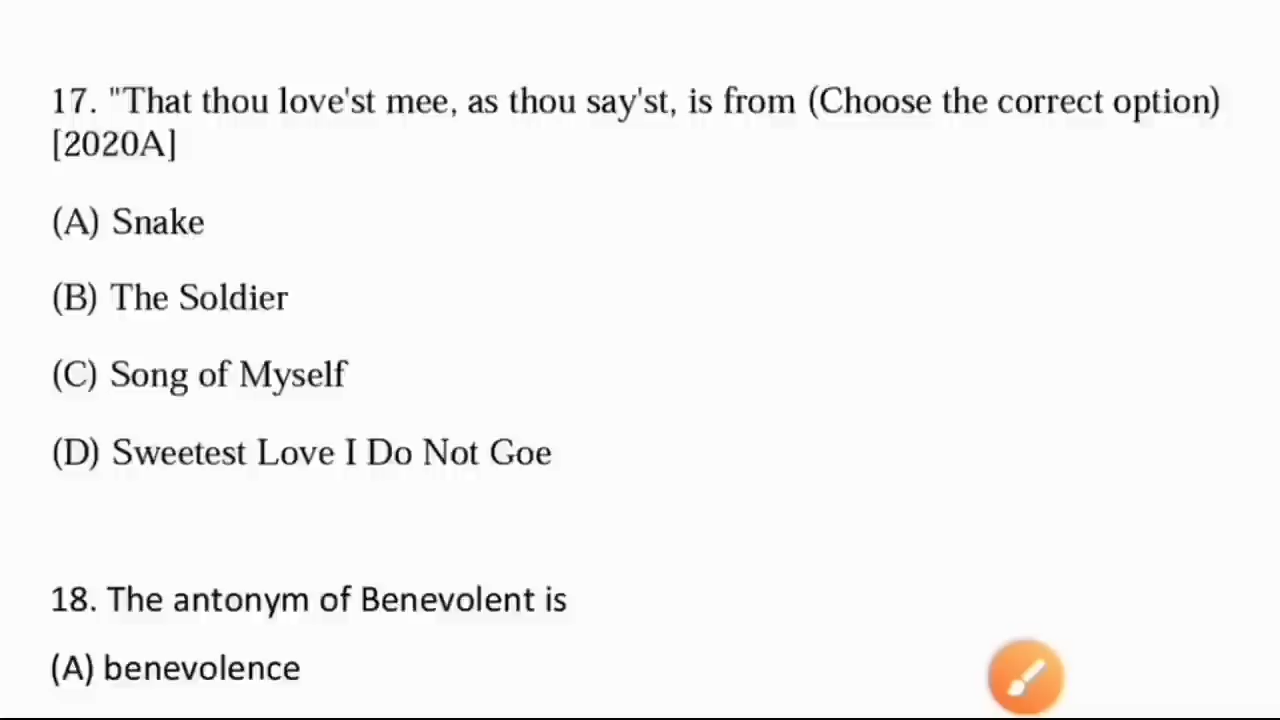 17. "That thou love'st mee, as thou say'st, is from (Choose the correct option)
[2020A]
(A) Snake
(B) The Soldier
(C) Song of Myself
(D) Sweetest Love I Do Not Goe
18. The antonym of Benevolent is
(A) benevolence